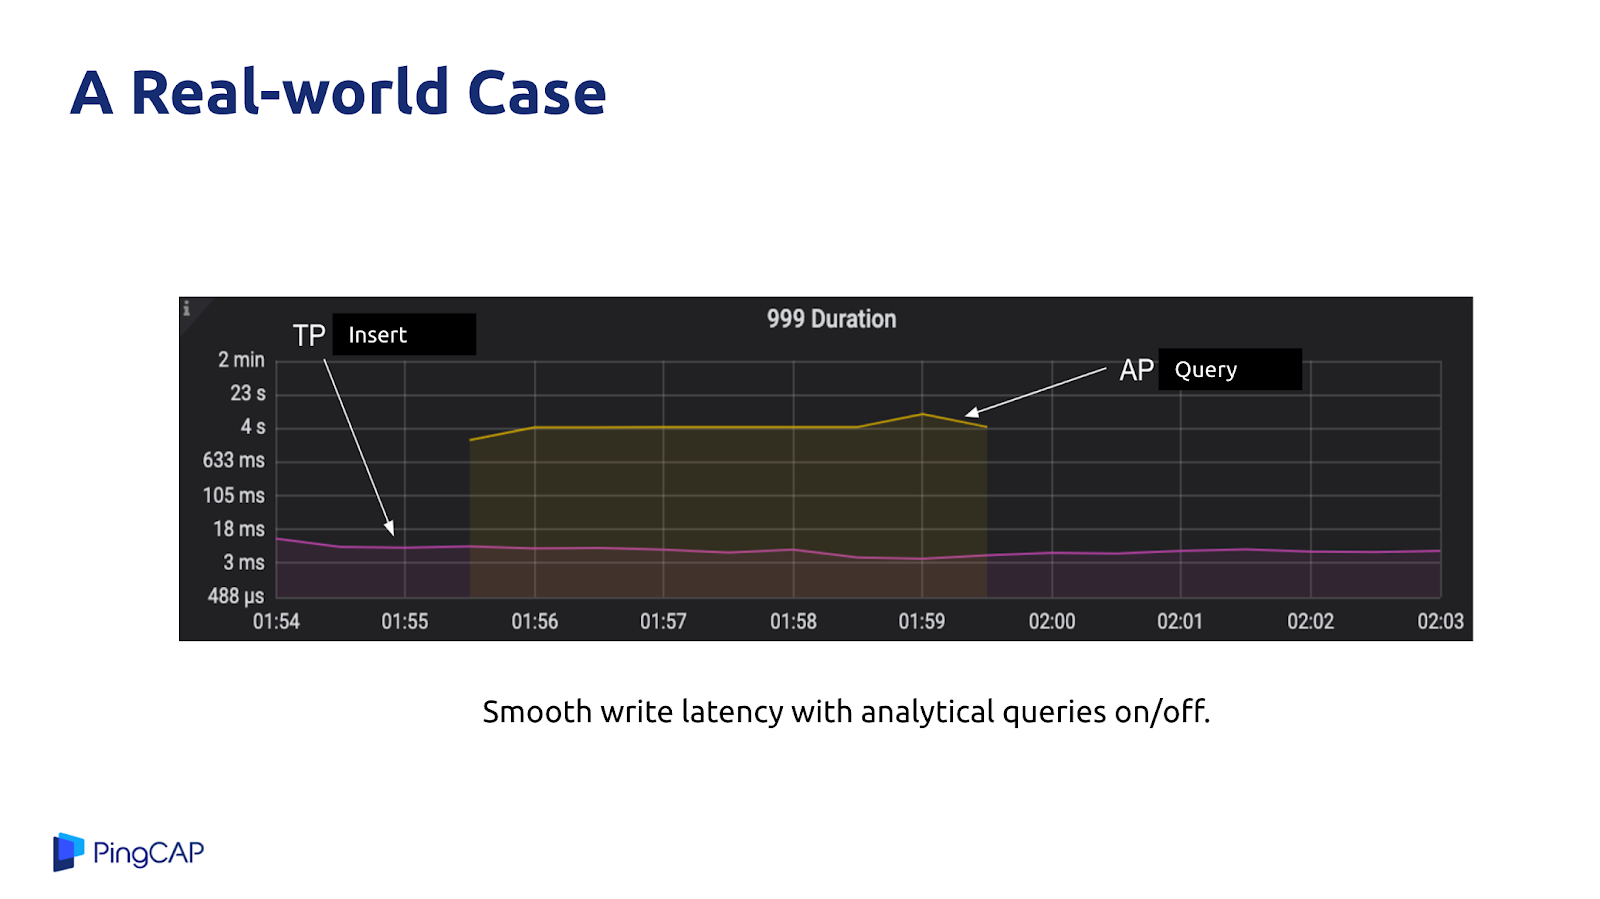 A Real-world Case
i
999 Duration
TP Insert
AP Query
2 min
23 s
4 s
633 ms
105 ms
18 ms
3 ms
488 µs
01:54 01:55 01:56 01:57 01:58 01:59 02:00 02:01 02:02 02:03
Smooth write latency with analytical queries on/off.
PingCAP